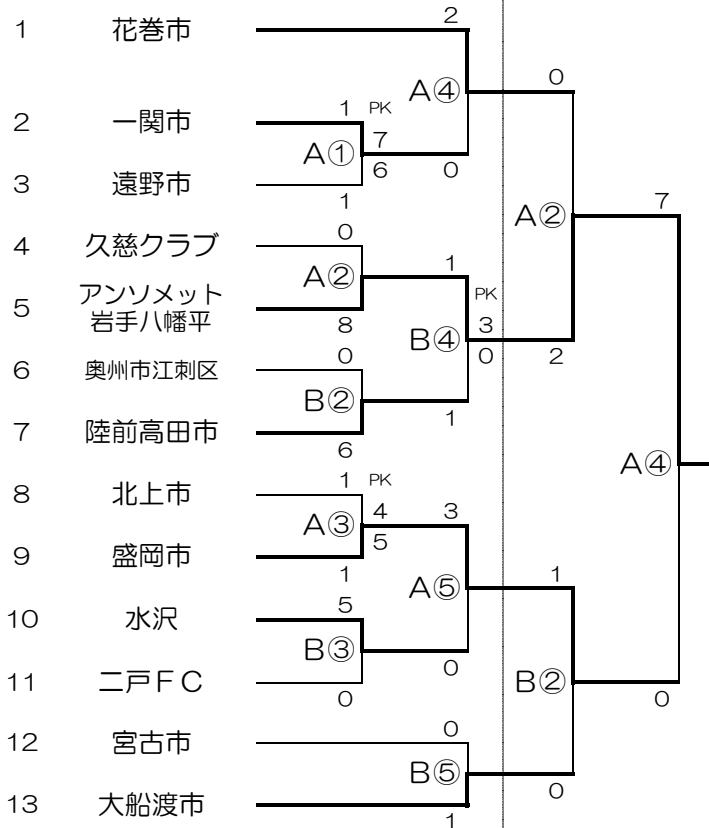 2
1 花巻市
0
A④
1 PK
2 一関市
7
A①
6 0
3 遠野市
1
7
0
A②
4 久慈クラブ
A② 1
PK
5 アンソメット
岩手八幡平
8
3
B④
0 2
0
6 奥州市江刺区
B②
1
7 陸前高田市
6
A④
1 PK
8 北上市
4 3
A③
5
9 盛岡市
1
1
A⑤
5
10 水沢
B③
0
B②
11 二戸FC
0
0
0
12 宮古市
B⑤
0
13 大船渡市
1